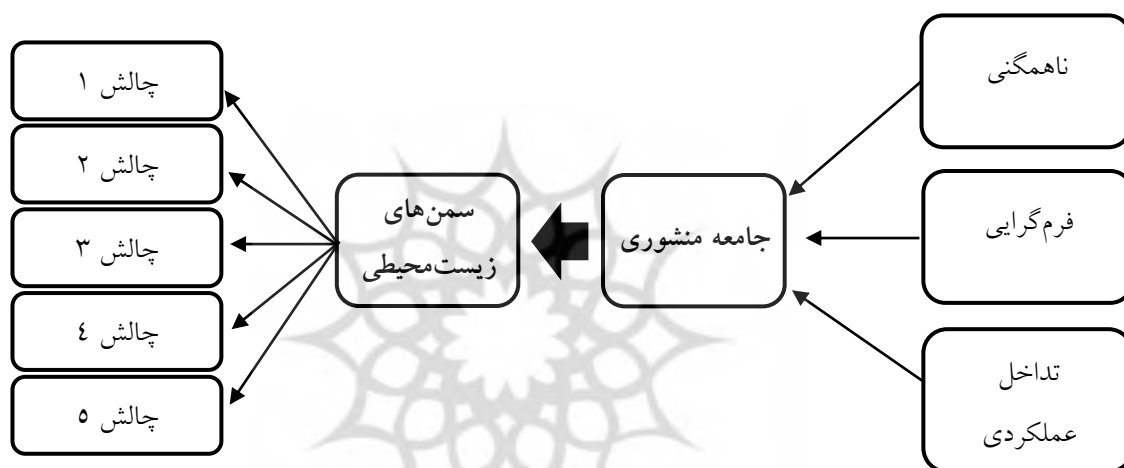 ناهمگنی
فرم‌گرایی
تداخل
عملکردی
جامعه منشوری
سمن‌های
زیست‌محیطی
چالش ۱
چالش ۲
چالش ۳
چالش ٤
چالش ٥